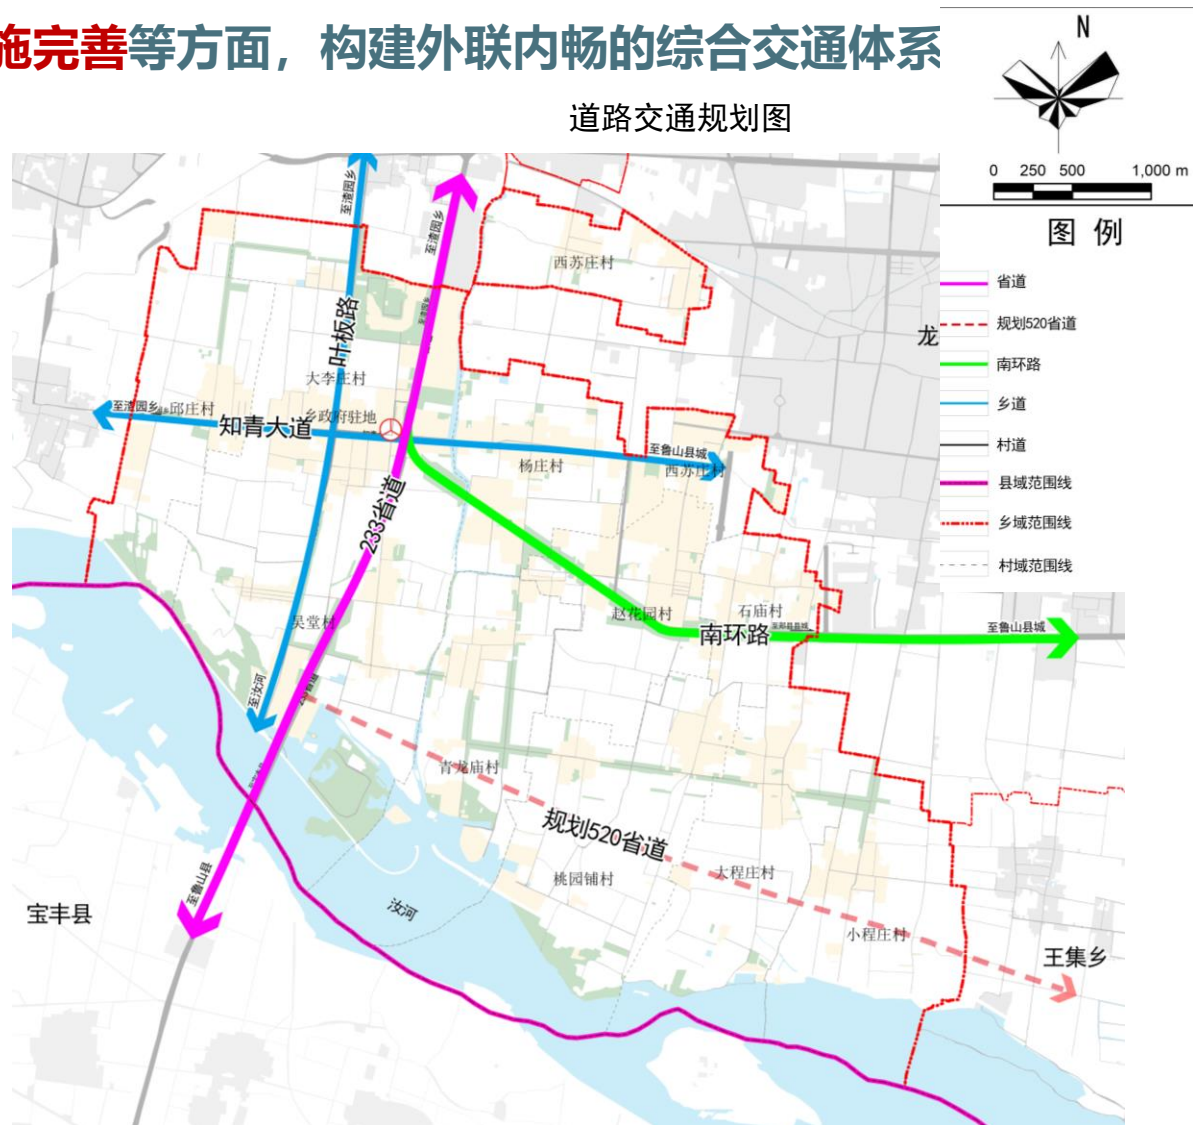 施完善等方面，构建外联内畅的综合交通体系
道路交通规划图
N
0 250 500 1,000 m
图 例
省道
规划520省道
南环路
乡道
村道
县域范围线
乡域范围线
村域范围线
至渣园乡
至渣园乡
西苏庄村
龙
叶板路
大李庄村
至渣园乡
邱庄村
知青大道
乡政府驻地
杨庄村
至鲁山县城
西苏庄村
233省道
吴堂村
赵花园村
石庙村
南环路
至鲁山县城
至汝河
233省道
青龙庙村
规划520省道
桃园铺村
大程庄村
小程庄村
至鲁山县
汝河
宝丰县
王集乡